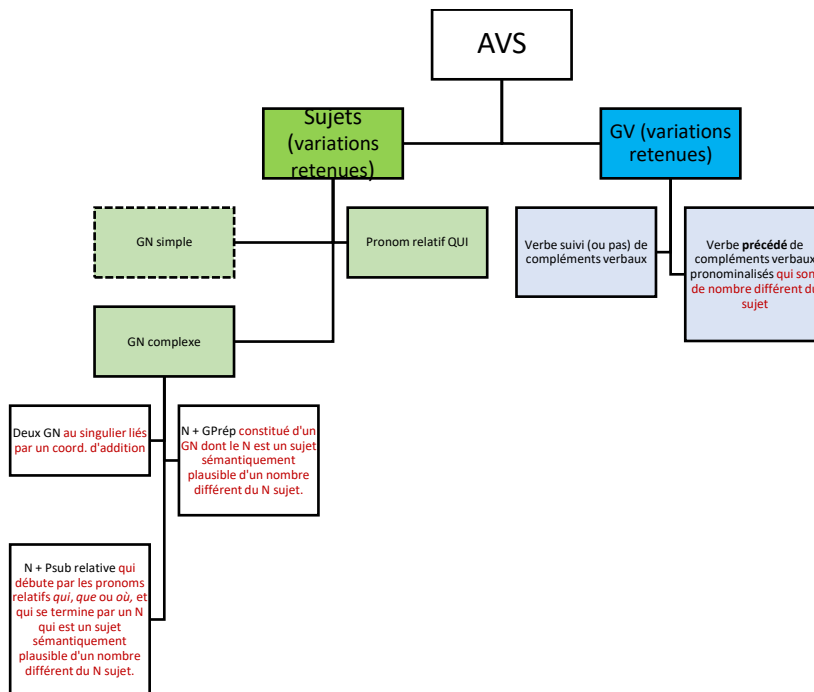 AVS
Sujets
(variations
retenues)
GV (variations
retenues)
GN simple
Pronom relatif QUI
Verbe suivi (ou pas) de
compléments verbaux
Verbe précédé de
compléments verbaux
pronominalisés qui son
de nombre différent du
sujet
GN complexe
Deux GN au singulier liés
par un coord. d'addition
N + GPrép constitué d'un
GN dont le N est un sujet
sémantiquement
plausible d'un nombre
différent du N sujet.
N + Psub relative qui
débute par les pronoms
relatifs qui, que ou où, et
qui se termine par un N
qui est un sujet
sémantiquement
plausible d'un nombre
différent du N sujet.